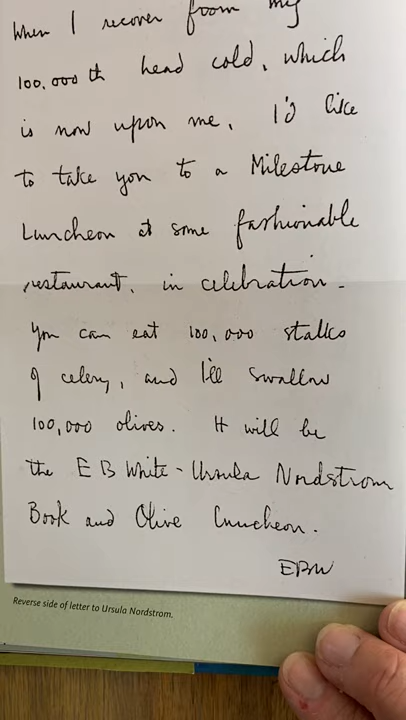 When I recover from my
100,000th head cold, which
is now upon me, I'd like
to take you to a Milestone
Luncheon at some fashionable
restaurant, in celebration.
You can eat 100,000 stalks
of celery, and I'll swallow
100,000 olives. It will be
the E B White - Ursula Nordstrom
Book and Olive Luncheon.
EBW
Reverse side of letter to Ursula Nordstrom.